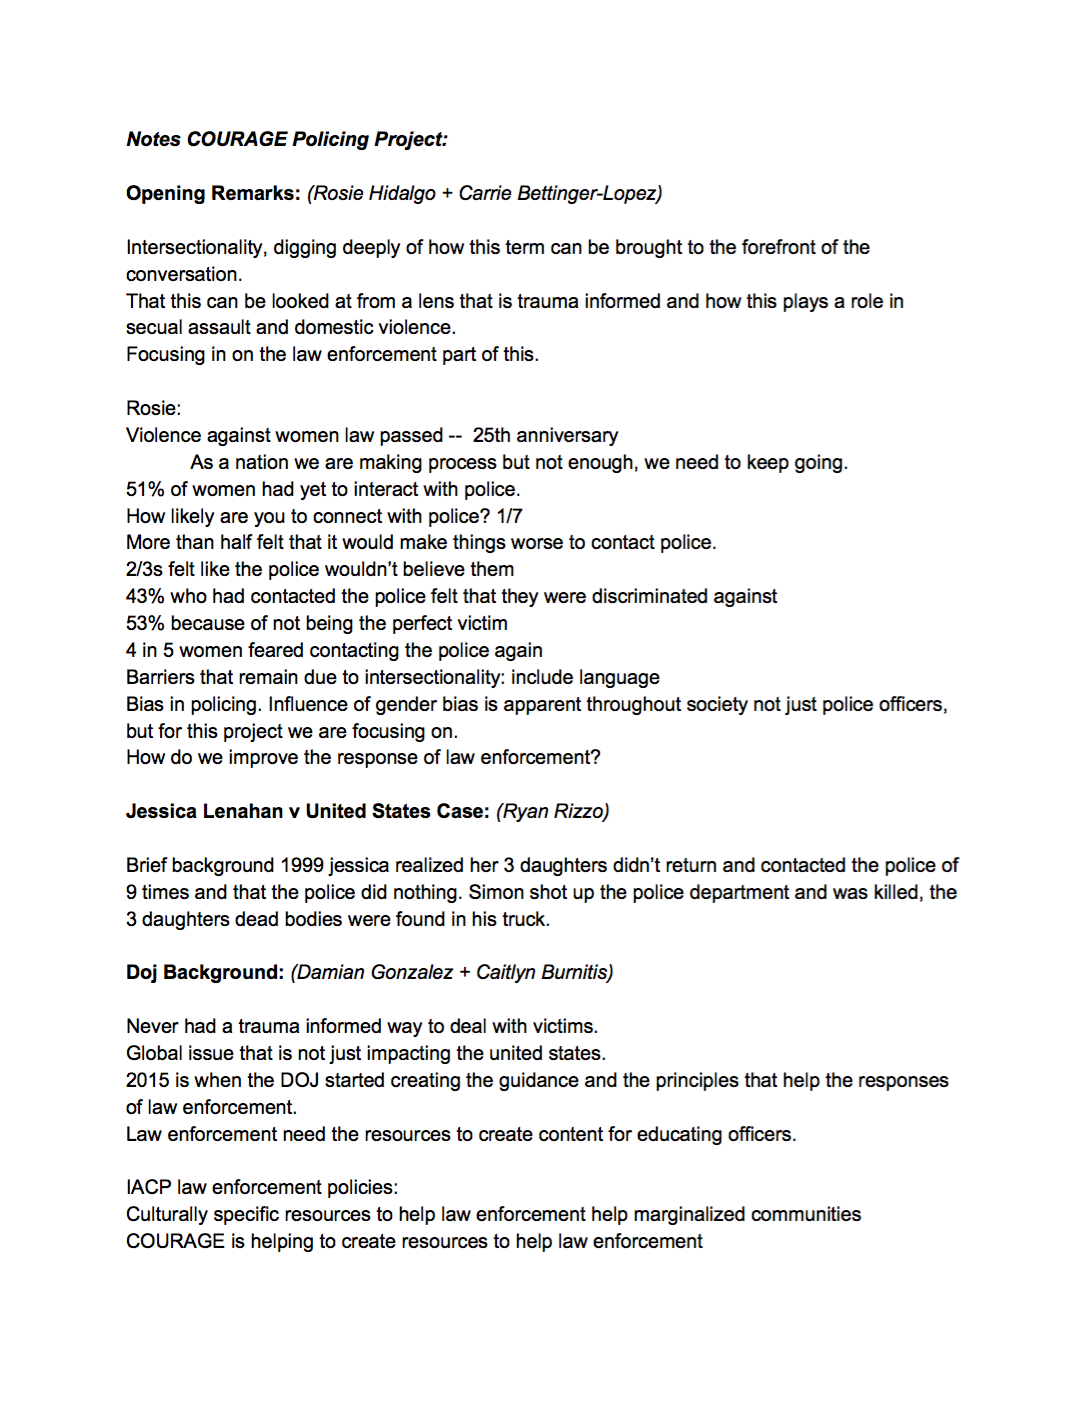 Notes COURAGE Policing Project:
Opening Remarks: (Rosie Hidalgo + Carrie Bettinger-Lopez)
Intersectionality, digging deeply of how this term can be brought to the forefront of the
conversation.
That this can be looked at from a lens that is trauma informed and how this plays a role in
secual assault and domestic violence.
Focusing in on the law enforcement part of this.
Rosie:
Violence against women law passed --  25th anniversary
As a nation we are making process but not enough, we need to keep going.
51% of women had yet to interact with police.
How likely are you to connect with police? 1/7
More than half felt that it would make things worse to contact police.
2/3s felt like the police wouldn't believe them
43% who had contacted the police felt that they were discriminated against
53% because of not being the perfect victim
4 in 5 women feared contacting the police again
Barriers that remain due to intersectionality: include language
Bias in policing. Influence of gender bias is apparent throughout society not just police officers,
but for this project we are focusing on.
How do we improve the response of law enforcement?
Jessica Lenahan v United States Case: (Ryan Rizzo)
Brief background 1999 jessica realized her 3 daughters didn't return and contacted the police of
9 times and that the police did nothing. Simon shot up the police department and was killed, the
3 daughters dead bodies were found in his truck.
Doj Background: (Damian Gonzalez + Caitlyn Burnitis)
Never had a trauma informed way to deal with victims.
Global issue that is not just impacting the united states.
2015 is when the DOJ started creating the guidance and the principles that help the responses
of law enforcement.
Law enforcement need the resources to create content for educating officers.
IACP law enforcement policies:
Culturally specific resources to help law enforcement help marginalized communities
COURAGE is helping to create resources to help law enforcement